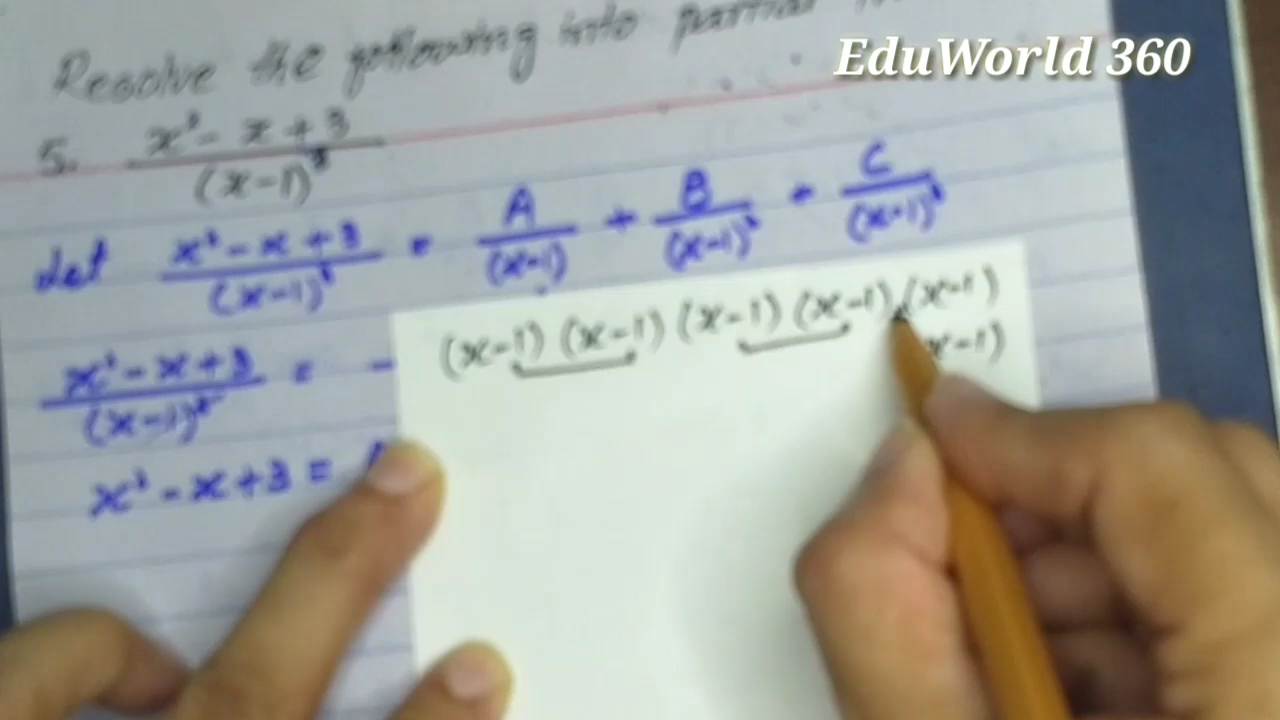 EduWorld 360
Resolve the following into partial
5. x² - x + 3 / (x-1)³
Let x² - x + 3 / (x-1)³ = A / (x-1) + B / (x-1)² + C / (x-1)³
x² - x + 3 / (x-1)³ = -
x² - x + 3 =
(x-1) (x-1) (x-1) (x-1) (x-1)
x-1)